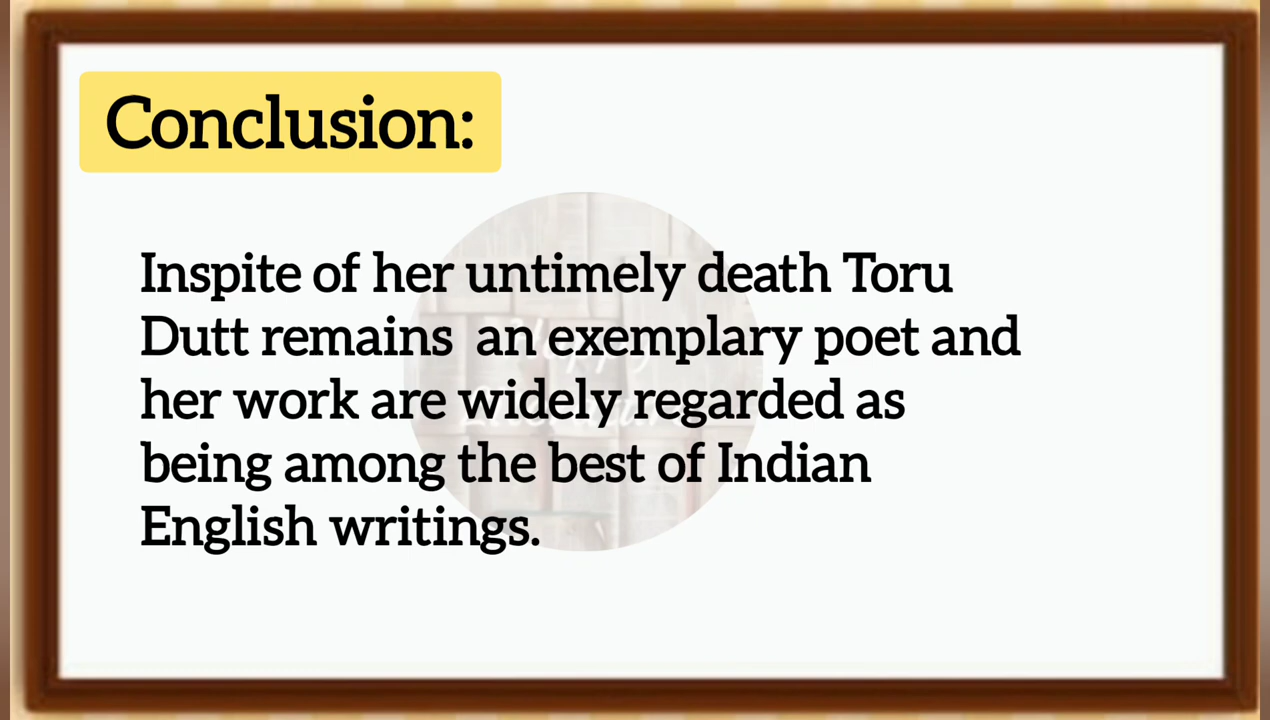 Conclusion:
Inspite of her untimely death Toru
Dutt remains an exemplary poet and
her work are widely regarded as
being among the best of Indian
English writings.